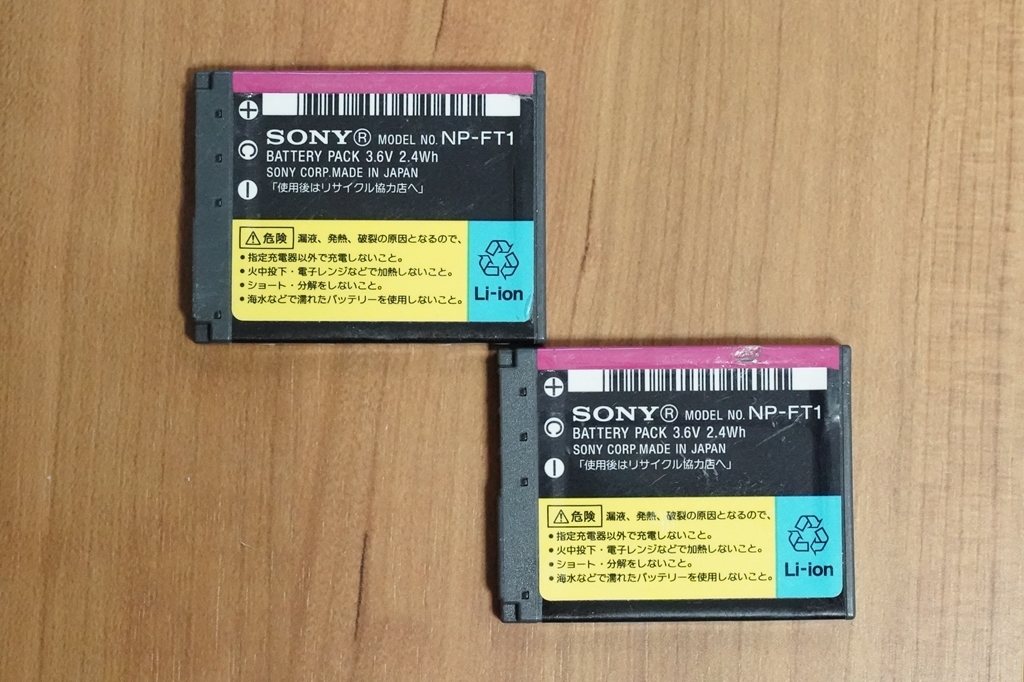 SONY® MODEL NO. NP-FT1
BATTERY PACK 3.6V 2.4Wh
SONY CORP. MADE IN JAPAN
「使用後はリサイクル協力店へ」
⚠危険 漏液、発熱、破裂の原因となるので、
•指定充電器以外で充電しないこと。
•火中投下・電子レンジなどで加熱しないこと。
•ショート・分解をしないこと。
•海水などで濡れたバッテリーを使用しないこと。
Li-ion
SONY® MODEL NO. NP-FT1
BATTERY PACK 3.6V 2.4Wh
SONY CORP. MADE IN JAPAN
「使用後はリサイクル協力店へ」
⚠危険 漏液、発熱、破裂の原因となるので、
•指定充電器以外で充電しないこと。
•火中投下・電子レンジなどで加熱しないこと。
•ショート・分解をしないこと。
•海水などで濡れたバッテリーを使用しないこと。
Li-ion